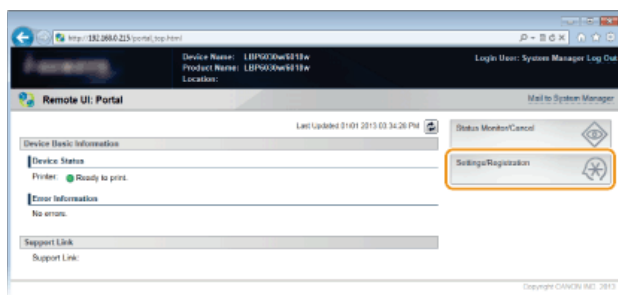 http://192.168.0.215/portal_top.html
Device Name: LBP6030w/6018w
Product Name: LBP6030w/6018w
Location:
Login User: System Manager Log Out
Remote UI: Portal
Mail to System Manager
Last Updated 01/01 2013 03:34:26 PM
Device Basic Information
Device Status
Printer: Ready to print.
Error Information
No errors.
Support Link
Support Link:
Status Monitor/Cancel
Settings/Registration
Copyright CANON INC. 2013